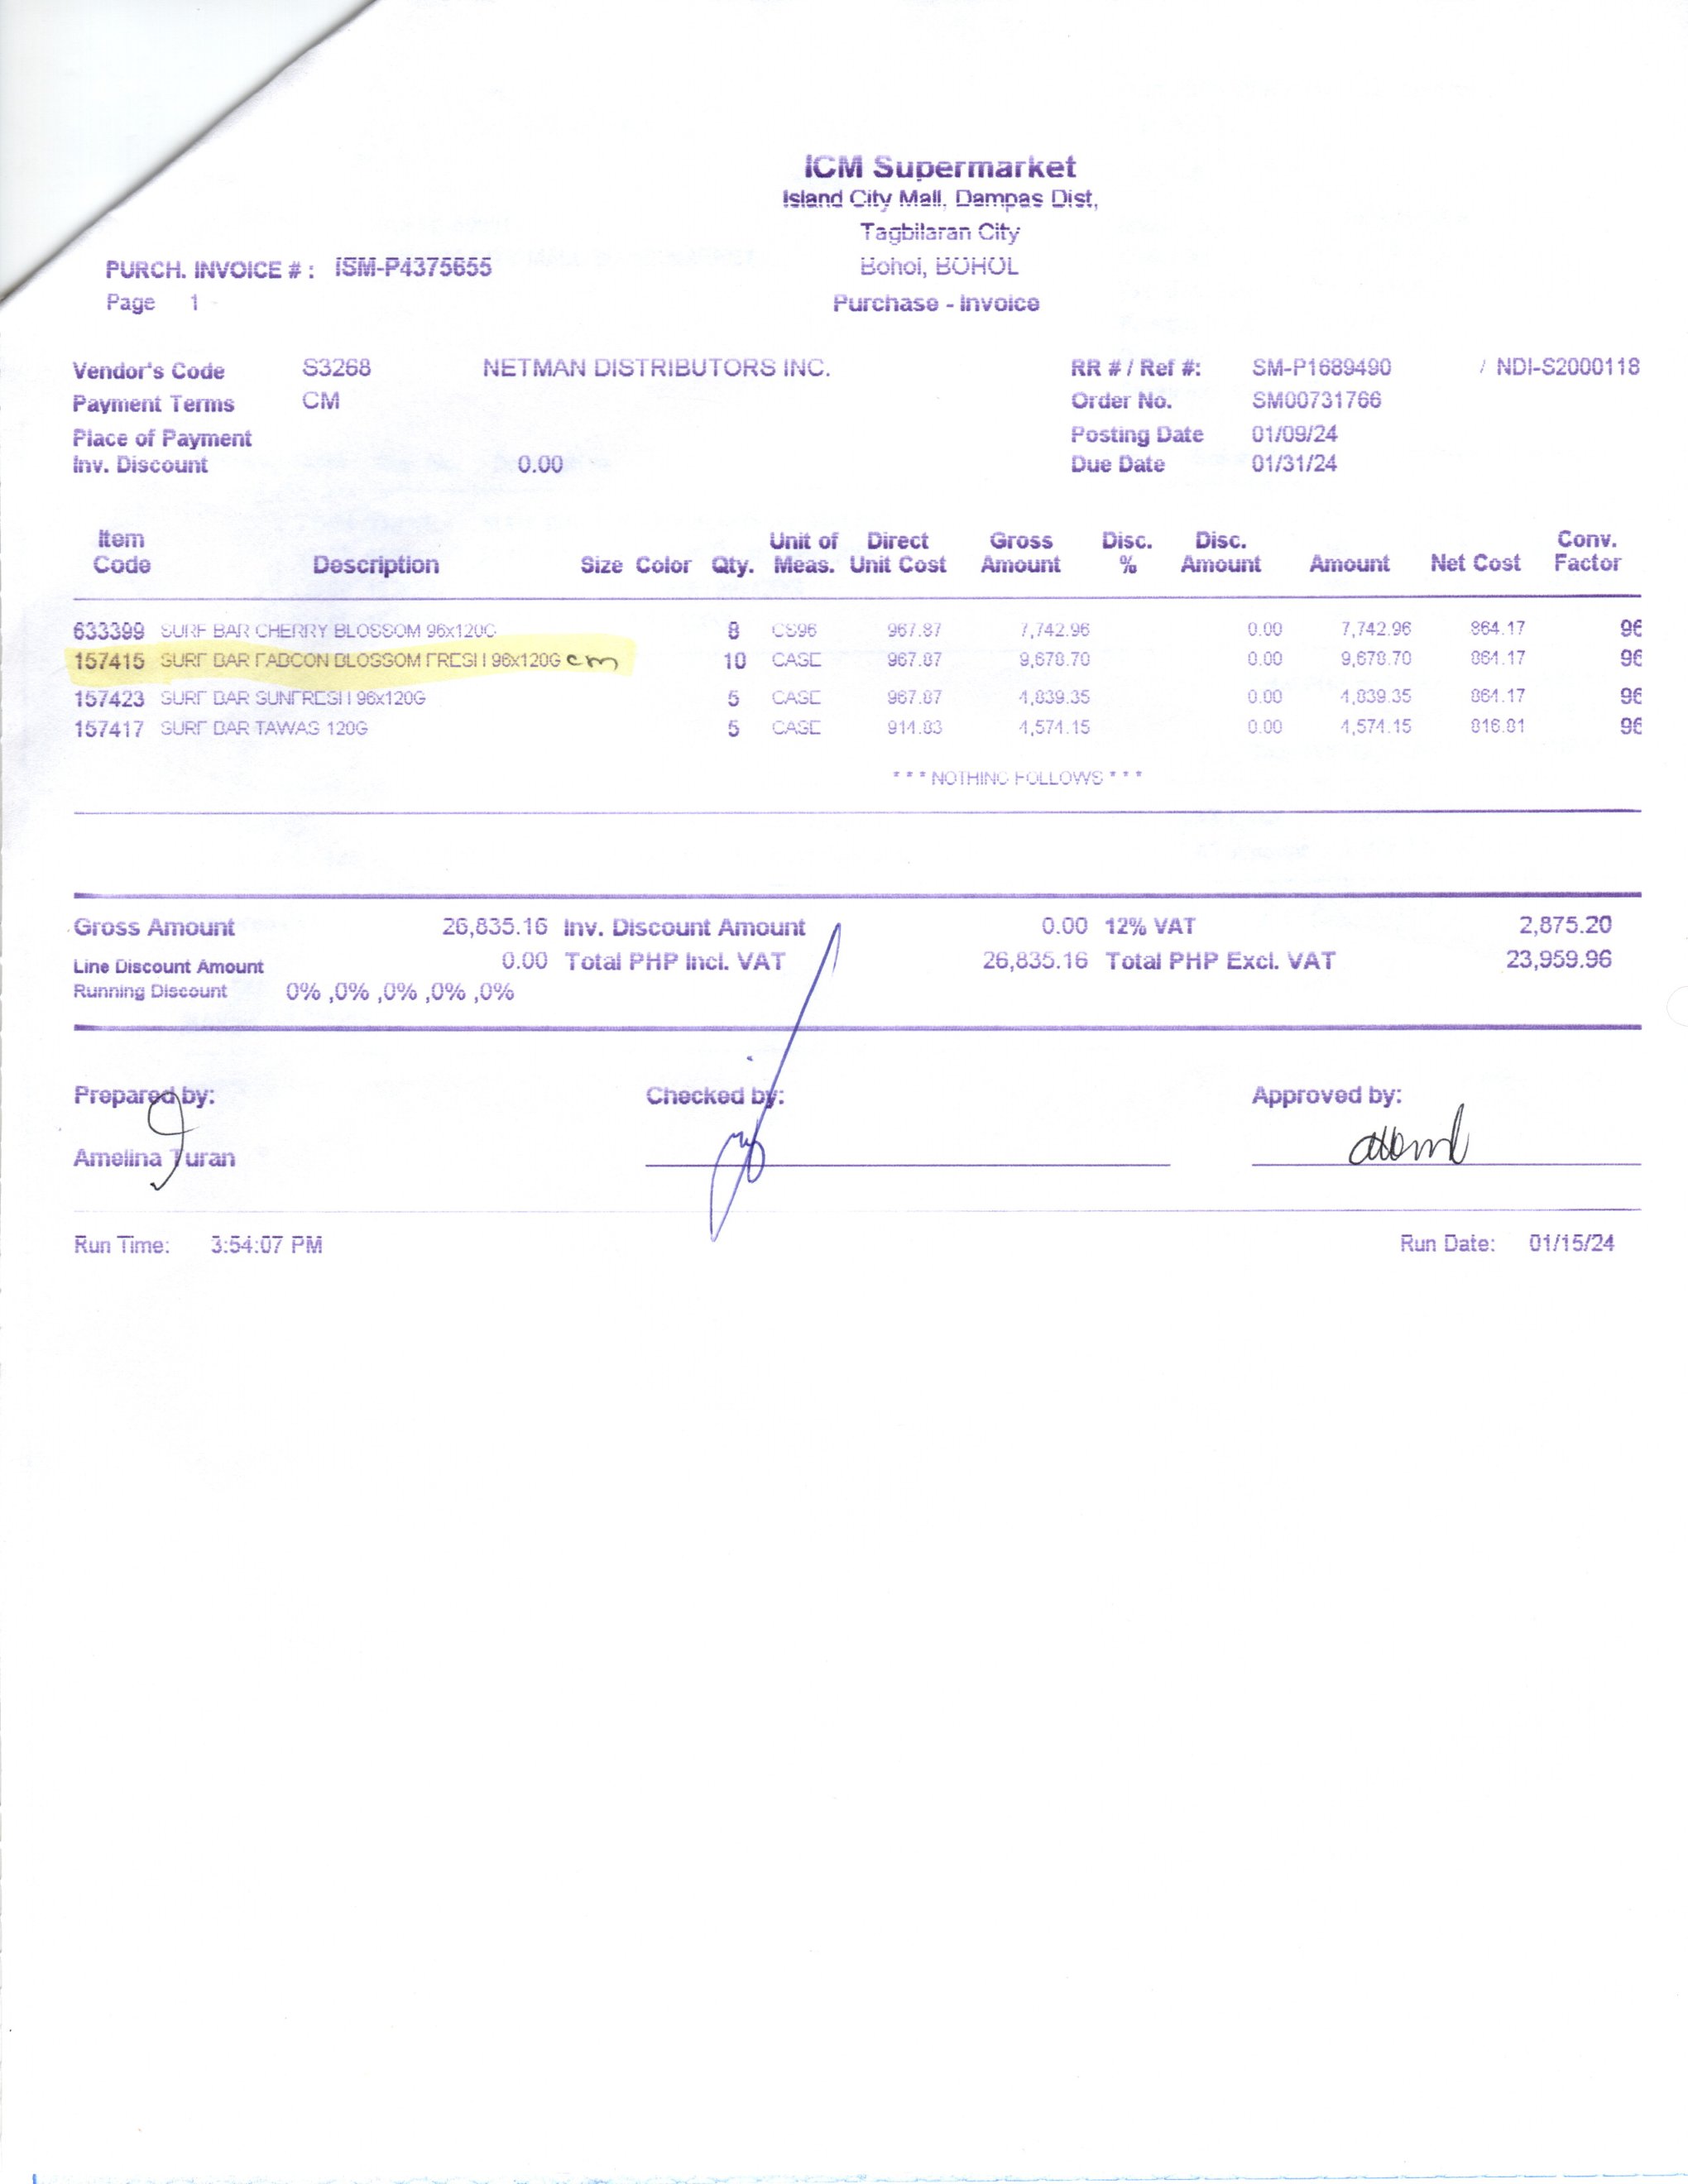 ICM Supermarket
Island City Mall, Dampas Dist,
Tagbilaran City
PURCH. INVOICE # : ISM-P4375655 Bohol, BOHOL
Page 1 Purchase - Invoice
Vendor's Code S3268 NETMAN DISTRIBUTORS INC. RR # / Ref #: SM-P1689490 / NDI-S2000118
Payment Terms CM Order No. SM00731766
Place of Payment Posting Date 01/09/24
Inv. Discount 0.00 Due Date 01/31/24
Item Code Description Size Color Qty. Unit of Meas. Direct Unit Cost Gross Amount Disc. % Disc. Amount Amount Net Cost Conv. Factor
633399 SURF BAR CHERRY BLOSSOM 96x120G 8 CS96 967.87 7,742.96 0.00 7,742.96 864.17 96
157415 SURF BAR FABCON BLOSSOM FRESH 96x120G cm 10 CASE 967.87 9,678.70 0.00 9,678.70 864.17 96
157423 SURF BAR SUNFRESH 96x120G 5 CASE 967.87 4,839.35 0.00 4,839.35 864.17 96
157417 SURF BAR TAWAS 120G 5 CASE 914.83 4,574.15 0.00 4,574.15 816.81 96
* * * NOTHING FOLLOWS * * *
Gross Amount 26,835.16 Inv. Discount Amount 0.00 12% VAT 2,875.20
Line Discount Amount 0.00 Total PHP Incl. VAT 26,835.16 Total PHP Excl. VAT 23,959.96
Running Discount 0% ,0% ,0% ,0% ,0%
Prepared by: Checked by: Approved by:
Amelina Turan
Run Time: 3:54:07 PM Run Date: 01/15/24